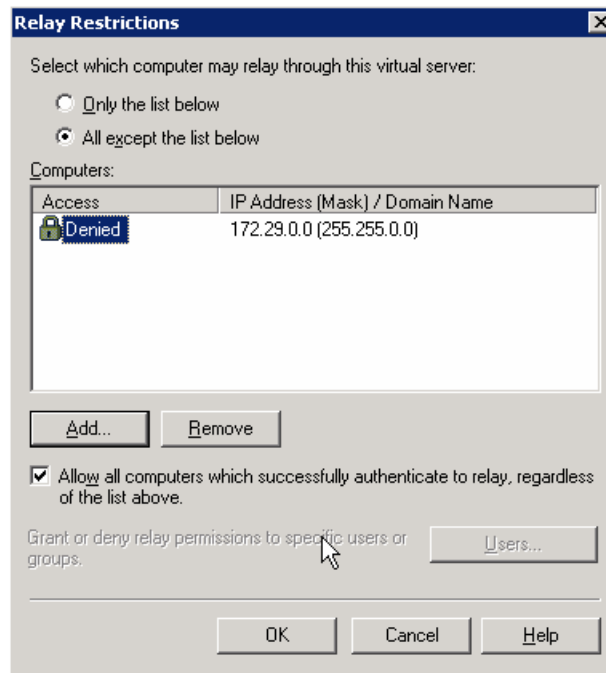 Relay Restrictions
Select which computer may relay through this virtual server:
Only the list below
All except the list below
Computers:
Access IP Address (Mask) / Domain Name
Denied 172.29.0.0 (255.255.0.0)
Add... Remove
Allow all computers which successfully authenticate to relay, regardless
of the list above.
Grant or deny relay permissions to specific users or
groups.
Users...
OK Cancel Help